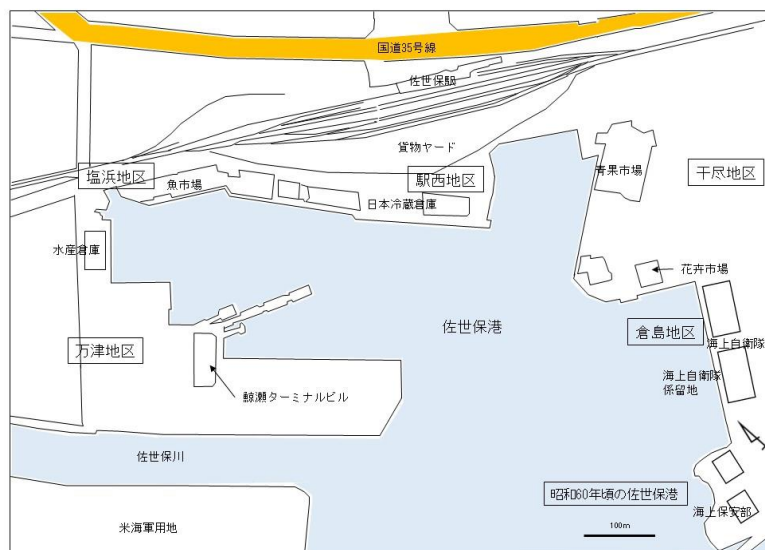 国道35号線
佐世保駅
貨物ヤード
青果市場
干尽地区
塩浜地区
魚市場
駅西地区
日本冷蔵倉庫
水産倉庫
花卉市場
佐世保港
倉島地区
海上自衛隊
万津地区
海上自衛隊
係留地
鯨瀬ターミナルビル
佐世保川
昭和60年頃の佐世保港
海上保安部
米海軍用地
100m